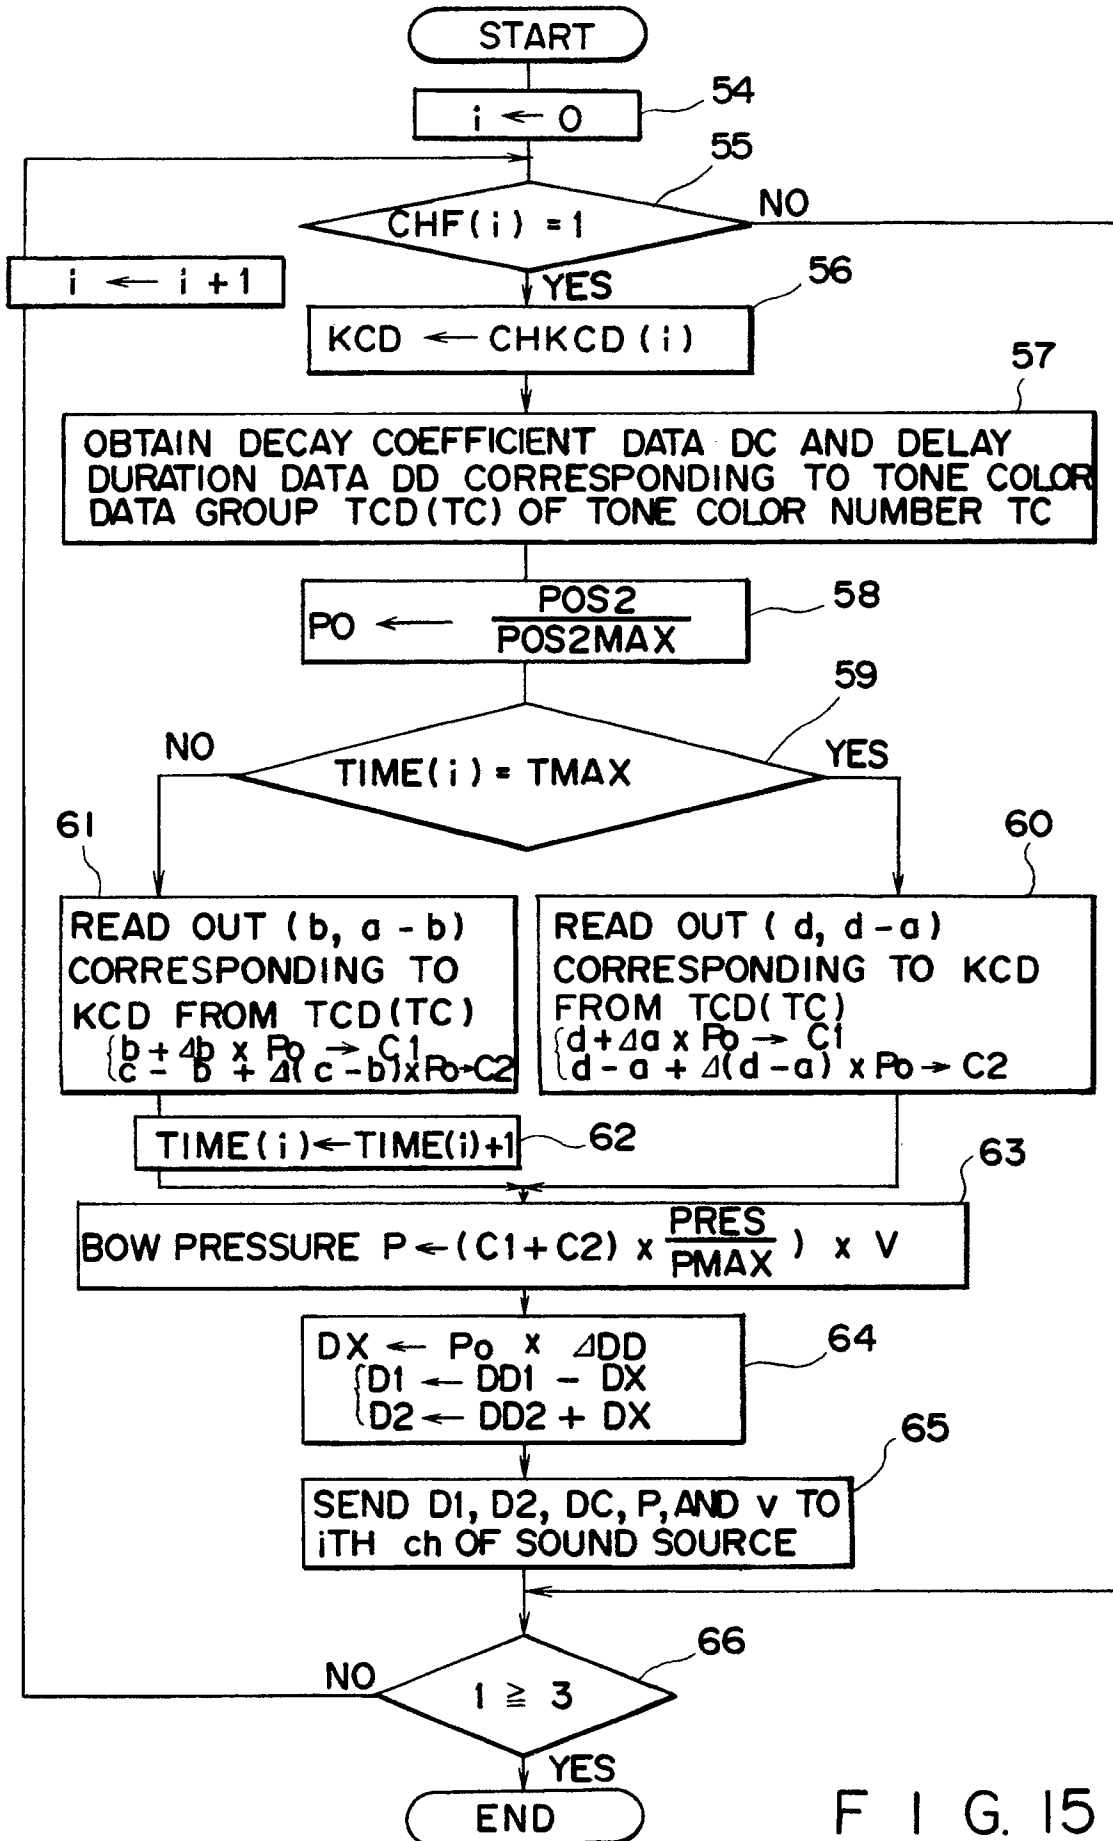 START
i ← 0
54
55
CHF(i) = 1
NO
i ← i + 1
YES
56
KCD ← CHKCD(i)
57
OBTAIN DECAY COEFFICIENT DATA DC AND DELAY
DURATION DATA DD CORRESPONDING TO TONE COLOR
DATA GROUP TCD(TC) OF TONE COLOR NUMBER TC
58
PO ← POS2
POS2MAX
59
NO
YES
TIME(i) = TMAX
61
60
READ OUT (b, a - b)
CORRESPONDING TO
KCD FROM TCD(TC)
{b + Δb x Po → C1
{c - b + Δ(c - b) x Po → C2
READ OUT (d, d - a)
CORRESPONDING TO KCD
FROM TCD(TC)
{d + Δa x Po → C1
{d - a + Δ(d - a) x Po → C2
TIME(i) ← TIME(i)+1
62
63
BOW PRESSURE P ← (C1 + C2) x PRES
PMAX ) x V
64
DX ← Po x ΔDD
{D1 ← DD1 - DX
{D2 ← DD2 + DX
65
SEND D1, D2, DC, P, AND v TO
iTH ch OF SOUND SOURCE
66
NO
1 ≧ 3
YES
END
FIG. 15